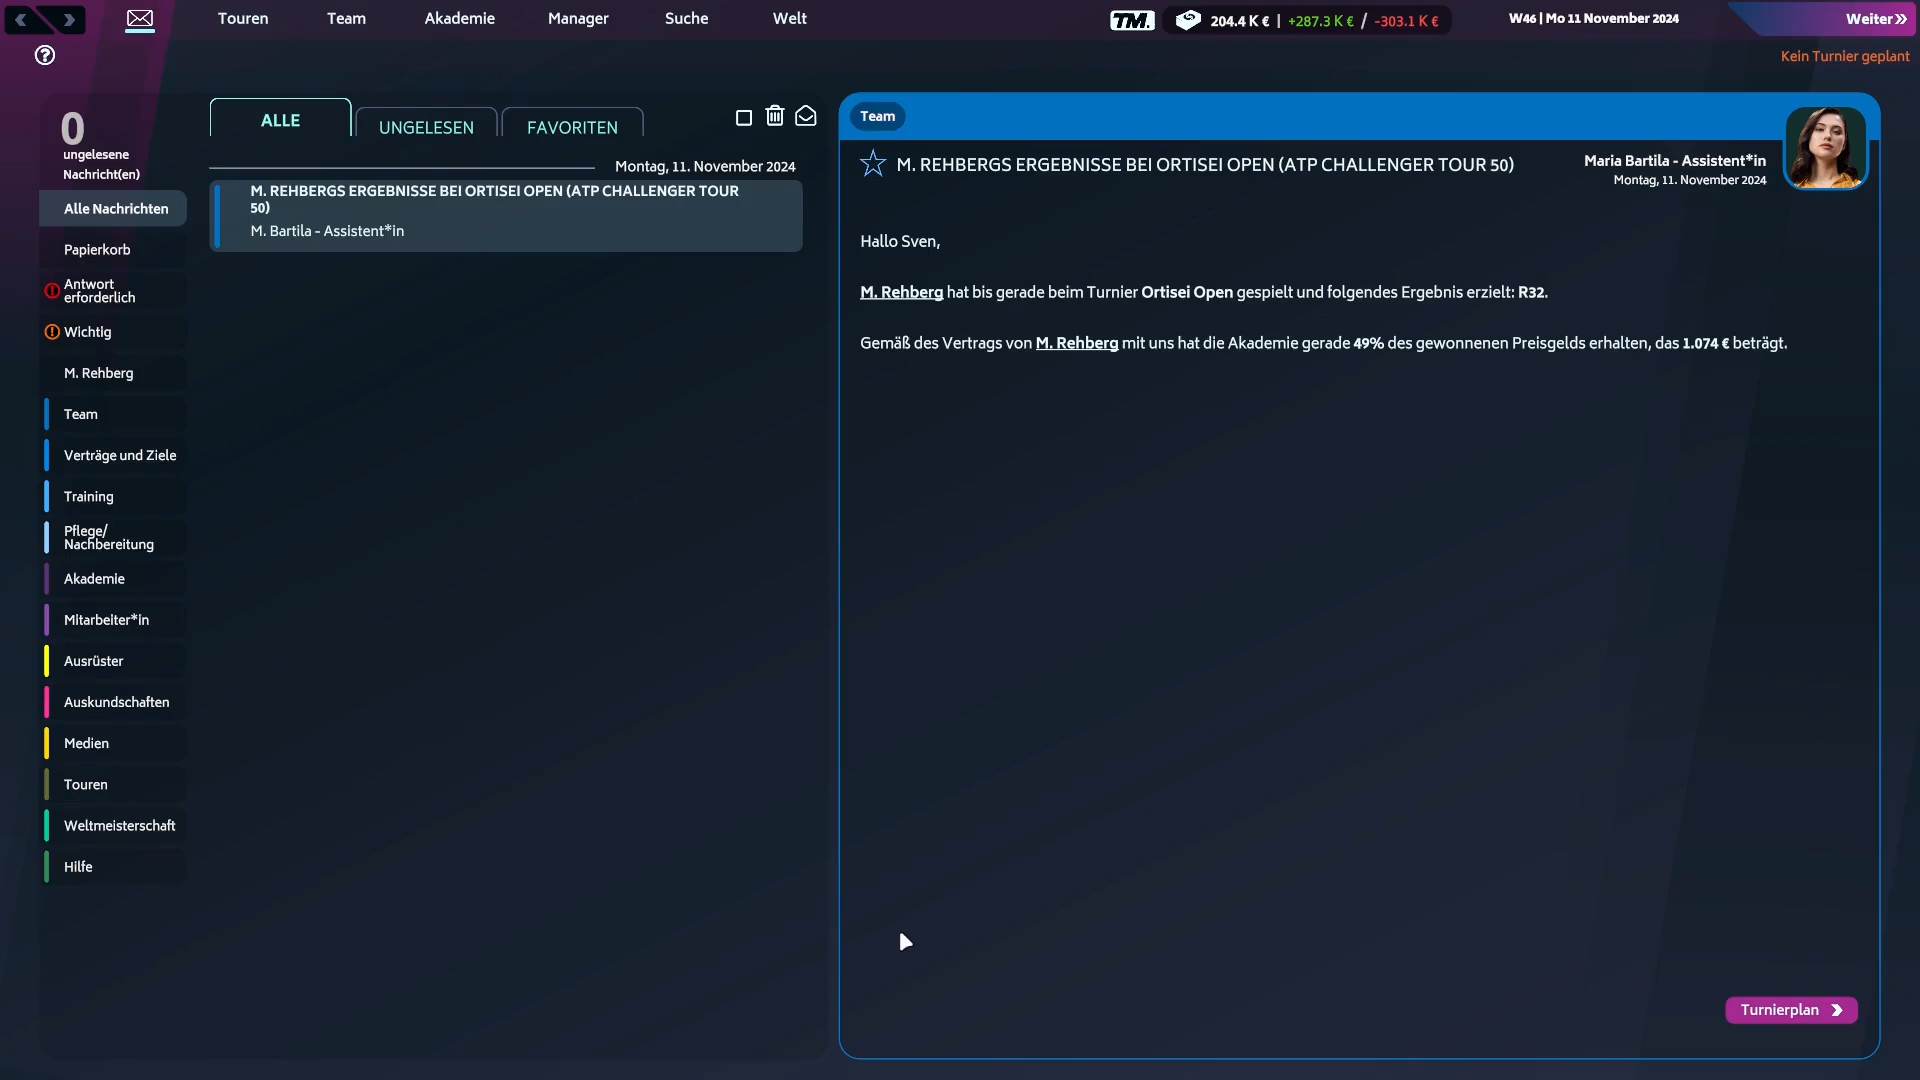 Touren
Team
Akademie
Manager
Suche
Welt
TM.
204.4 K € | +287.3 K € / -303.1 K €
W46 | Mo 11 November 2024
Weiter
Kein Turnier geplant
0
ungelesene
Nachricht(en)
Alle Nachrichten
Papierkorb
Antwort
erforderlich
Wichtig
M. Rehberg
Team
Verträge und Ziele
Training
Pflege/
Nachbereitung
Akademie
Mitarbeiter*in
Ausrüster
Auskundschaften
Medien
Touren
Weltmeisterschaft
Hilfe
ALLE
UNGELESEN
FAVORITEN
Montag, 11. November 2024
M. REHBERGS ERGEBNISSE BEI ORTISEI OPEN (ATP CHALLENGER TOUR
50)
M. Bartila - Assistent*in
Team
M. REHBERGS ERGEBNISSE BEI ORTISEI OPEN (ATP CHALLENGER TOUR 50)
Maria Bartila - Assistent*in
Montag, 11. November 2024
Hallo Sven,
M. Rehberg hat bis gerade beim Turnier Ortisei Open gespielt und folgendes Ergebnis erzielt: R32.
Gemäß des Vertrags von M. Rehberg mit uns hat die Akademie gerade 49% des gewonnenen Preisgelds erhalten, das 1.074 € beträgt.
Turnierplan